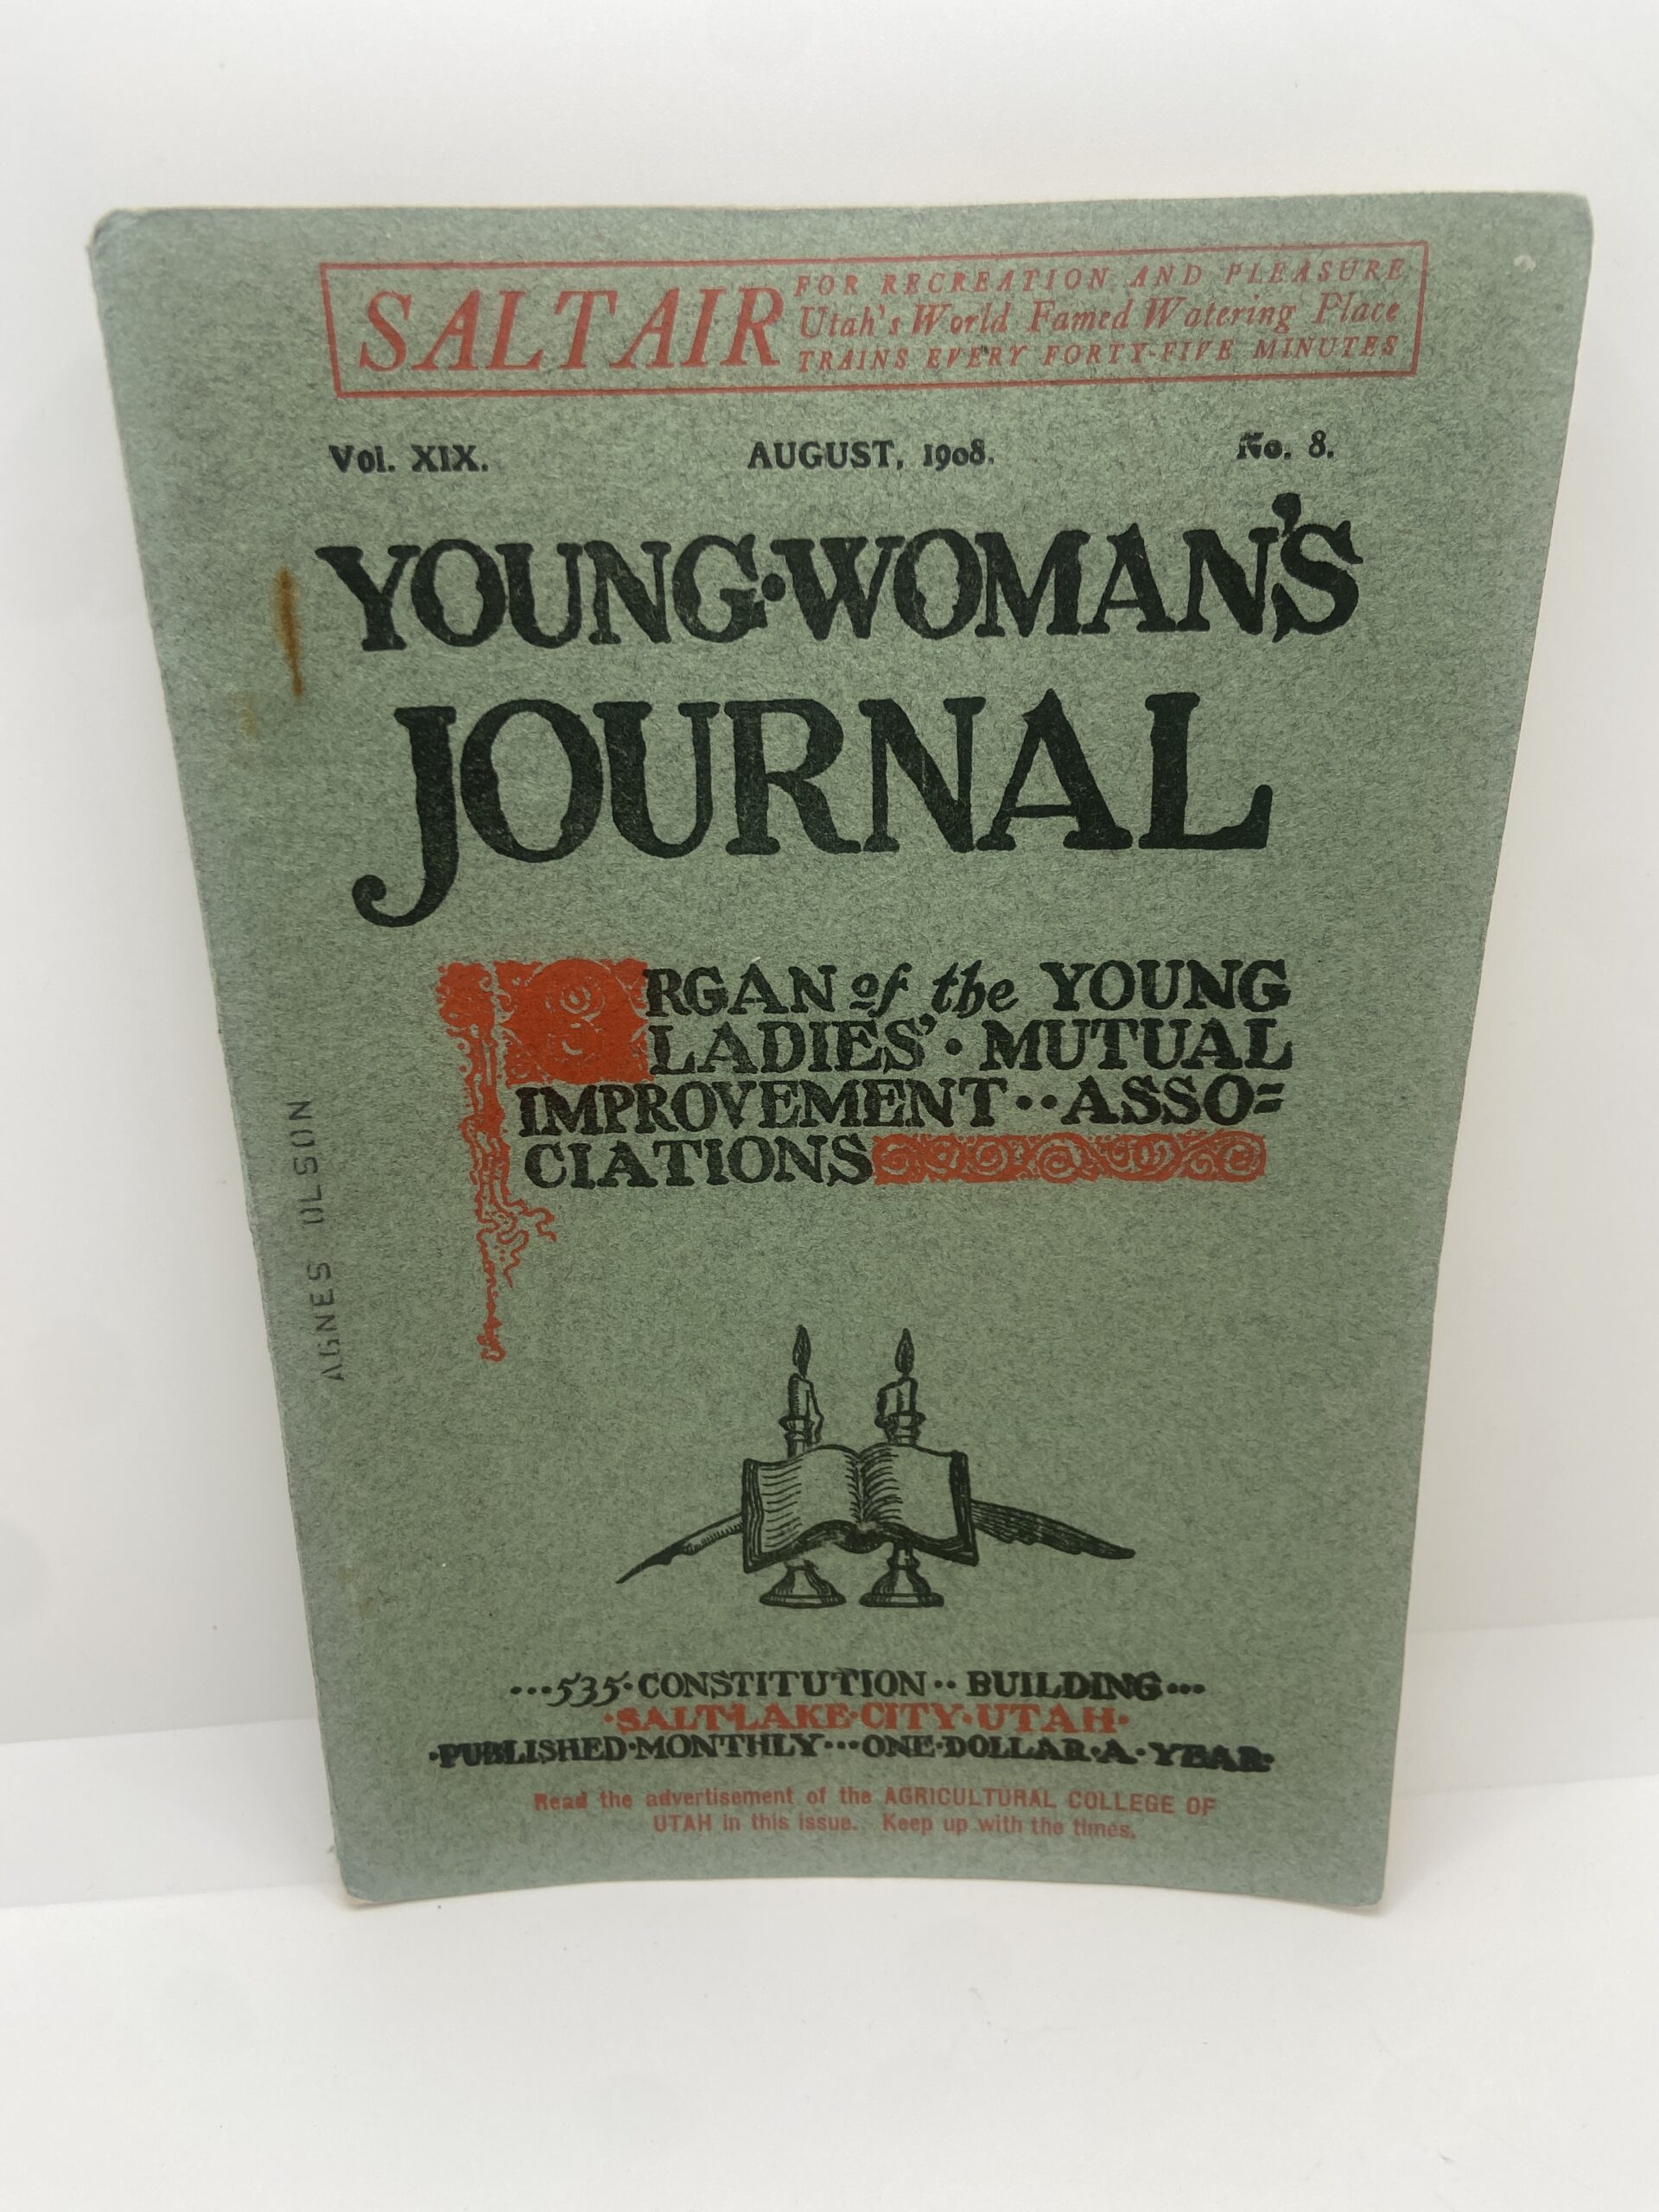 SALTAIR
FOR RECREATION AND PLEASURE
Utah's World Famed Watering Place
TRAINS EVERY FORTY-FIVE MINUTES
Vol. XIX. AUGUST, 1908. No. 8.
YOUNG·WOMAN'S
JOURNAL
ORGAN of the YOUNG
LADIES'·MUTUAL
IMPROVEMENT··ASSO=
CIATIONS
AGNES OLSON
···535·CONSTITUTION··BUILDING···
·SALT·LAKE·CITY·UTAH·
·PUBLISHED·MONTHLY···ONE·DOLLAR·A·YEAR·
Read the advertisement of the AGRICULTURAL COLLEGE OF
UTAH in this issue. Keep up with the times.